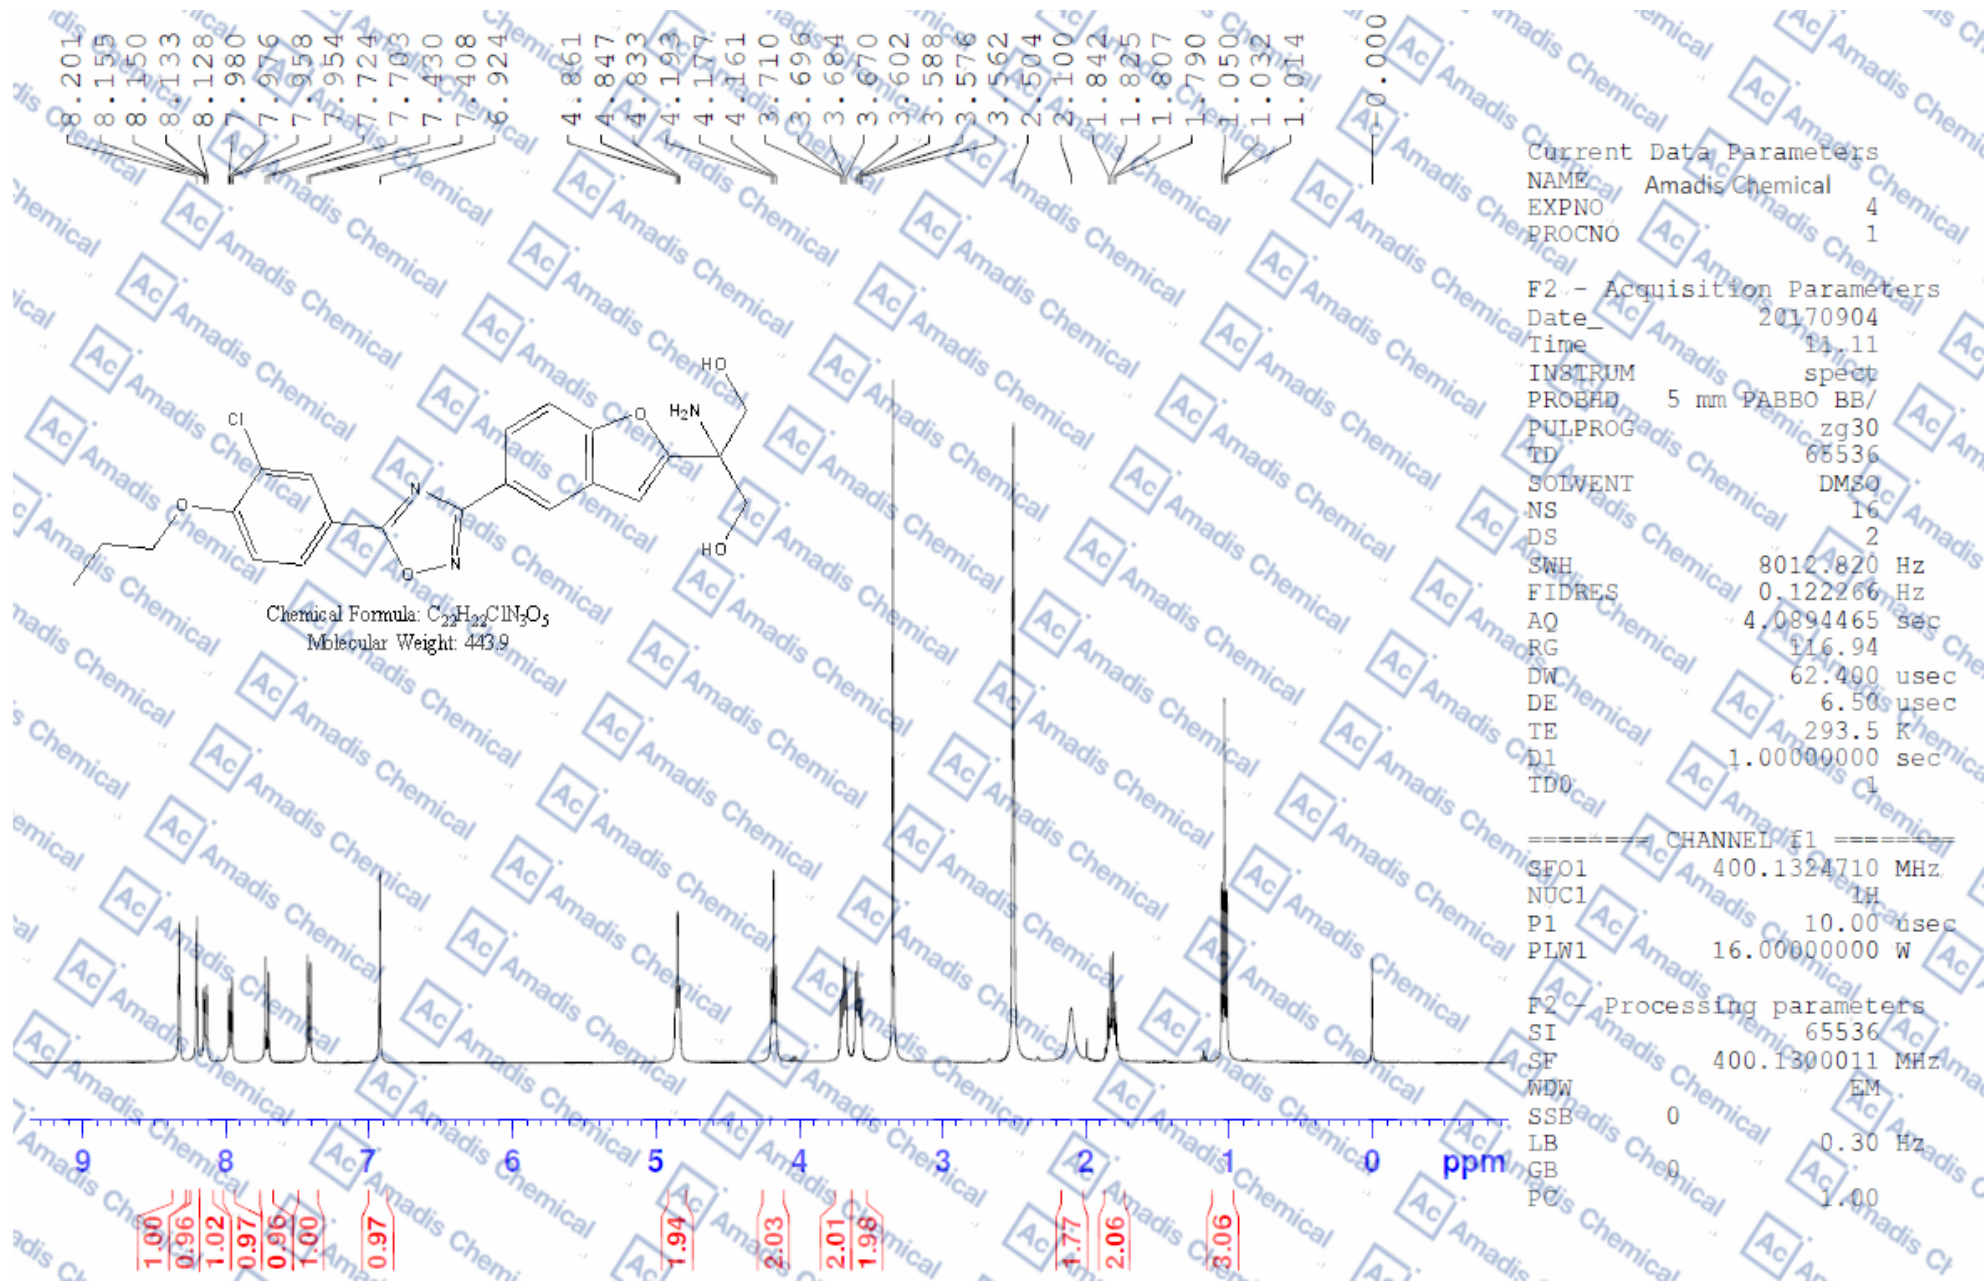 8.201
8.155
8.150
8.133
8.128
7.980
7.976
7.958
7.954
7.724
7.703
7.430
7.408
6.924
4.861
4.847
4.833
4.193
4.177
4.161
3.710
3.696
3.684
3.670
3.602
3.588
3.576
3.562
2.504
2.100
1.842
1.825
1.807
1.790
1.050
1.032
1.014
-0.000
Current Data Parameters
NAME Amadis Chemical
EXPNO 4
PROCNO 1
F2 - Acquisition Parameters
Date_ 20170904
Time 11.11
INSTRUM spect
PROBHD 5 mm PABBO BB/
PULPROG zg30
TD 65536
SOLVENT DMSO
NS 16
DS 2
SWH 8012.820 Hz
FIDRES 0.122266 Hz
AQ 4.0894465 sec
RG 116.94
DW 62.400 usec
DE 6.50 usec
TE 293.5 K
D1 1.00000000 sec
TD0 1
======== CHANNEL f1 ========
SFO1 400.1324710 MHz
NUC1 1H
P1 10.00 usec
PLW1 16.00000000 W
F2 - Processing parameters
SI 65536
SF 400.1300011 MHz
WDW EM
SSB 0
LB 0.30 Hz
GB 0
PC 1.00
HO
Cl
O
H₂N
N
O
O
N
HO
Chemical Formula: C₂₂H₂₂ClN₃O₅
Molecular Weight: 443.9
9 8 7 6 5 4 3 2 1 0 ppm
1.00
0.96
1.02
0.97
0.96
1.00
0.97
1.94
2.03
2.01
1.98
1.77
2.06
3.06
Ac Amadis Chemical